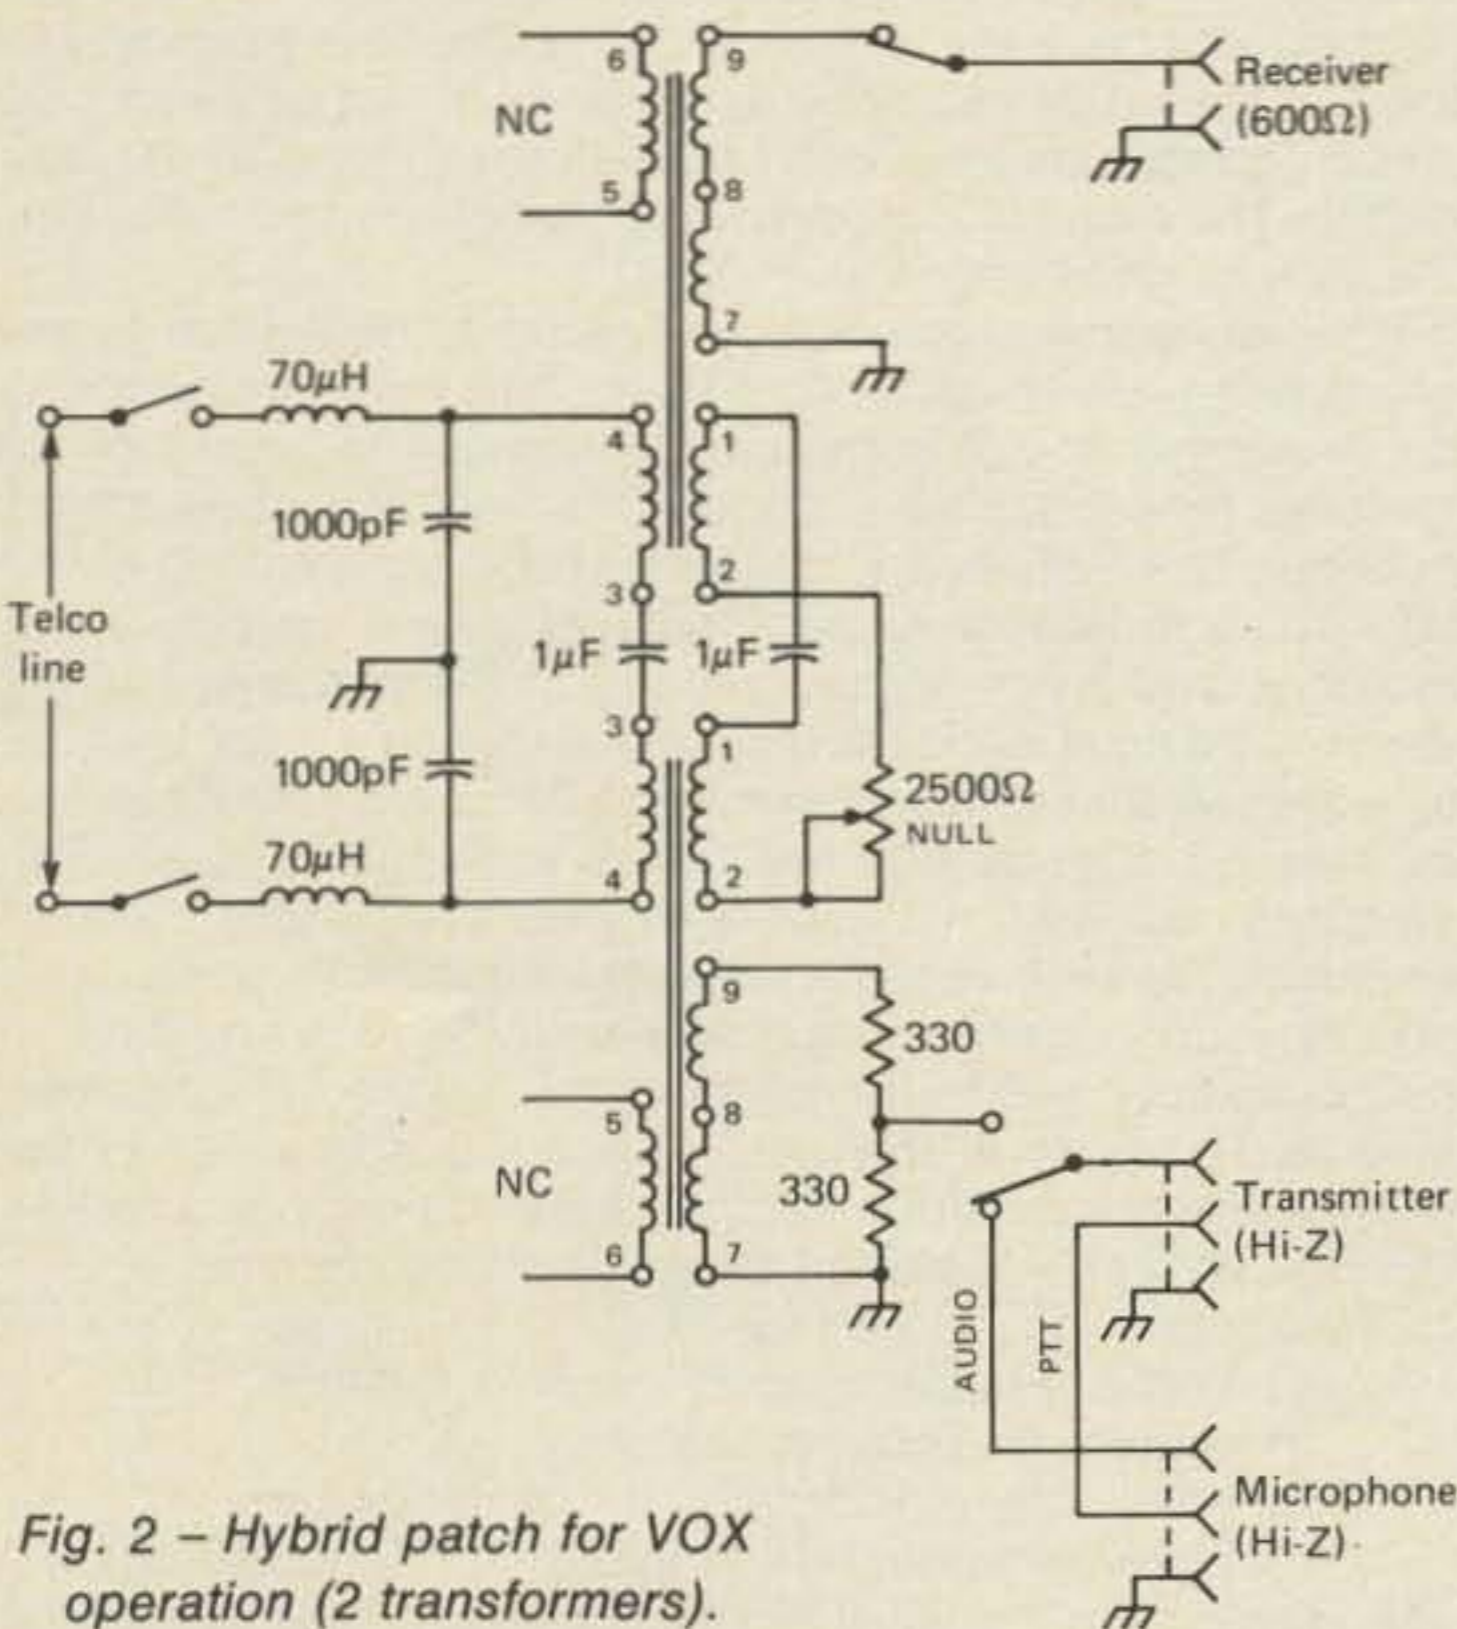 6
9
NC
Receiver
(600Ω)
5
8
7
70μH
4
1
1000pF
2
3
Telco
line
1μF
1μF
3
1
1000pF
2500Ω
NULL
70μH
4
2
9
330
5
8
NC
330
Transmitter
(Hi-Z)
6
7
AUDIO
PTT
Microphone
(Hi-Z)
Fig. 2 – Hybrid patch for VOX
operation (2 transformers).